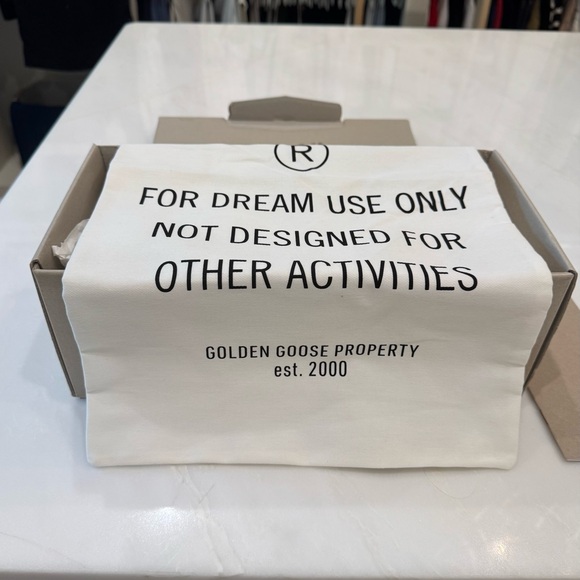 ®
FOR DREAM USE ONLY
NOT DESIGNED FOR
OTHER ACTIVITIES
GOLDEN GOOSE PROPERTY
est. 2000